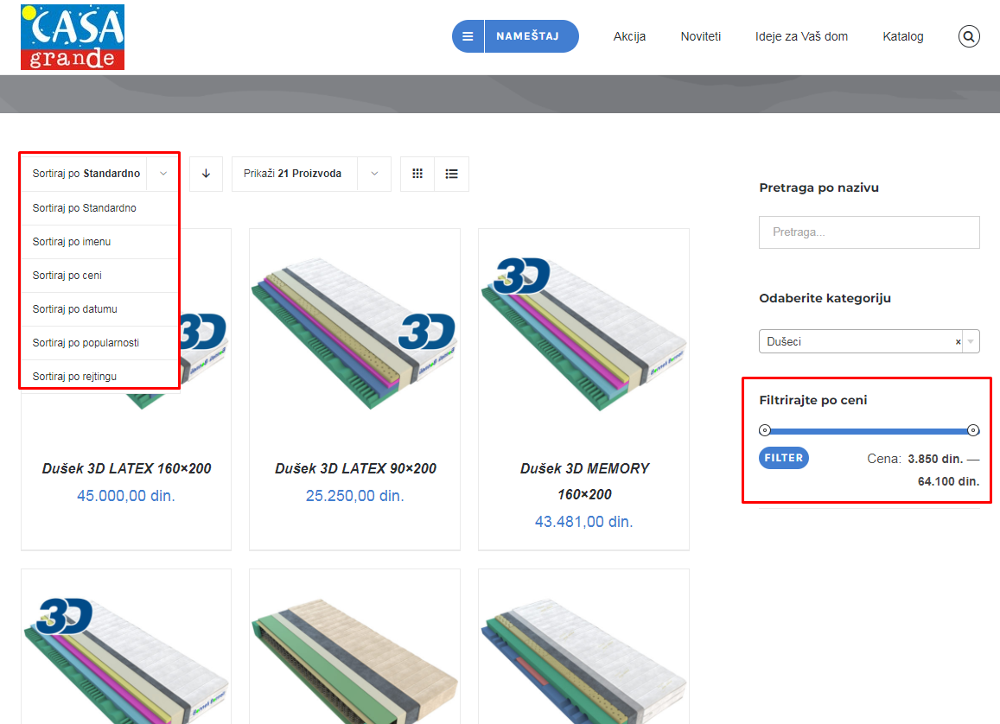 CASA
grande
NAMEŠTAJ
Akcija
Noviteti
Ideje za Vaš dom
Katalog
Sortiraj po Standardno
Sortiraj po Standardno
Sortiraj po imenu
Sortiraj po ceni
Sortiraj po datumu
Sortiraj po popularnosti
Sortiraj po rejtingu
Prikaži 21 Proizvoda
3D
3D
3D
Dušek 3D LATEX 160×200
45.000,00 din.
Dušek 3D LATEX 90×200
25.250,00 din.
Dušek 3D MEMORY
160×200
43.481,00 din.
3D
Pretraga po nazivu
Pretraga...
Odaberite kategoriju
Dušeci ×
Filtrirajte po ceni
FILTER
Cena: 3.850 din. —
64.100 din.